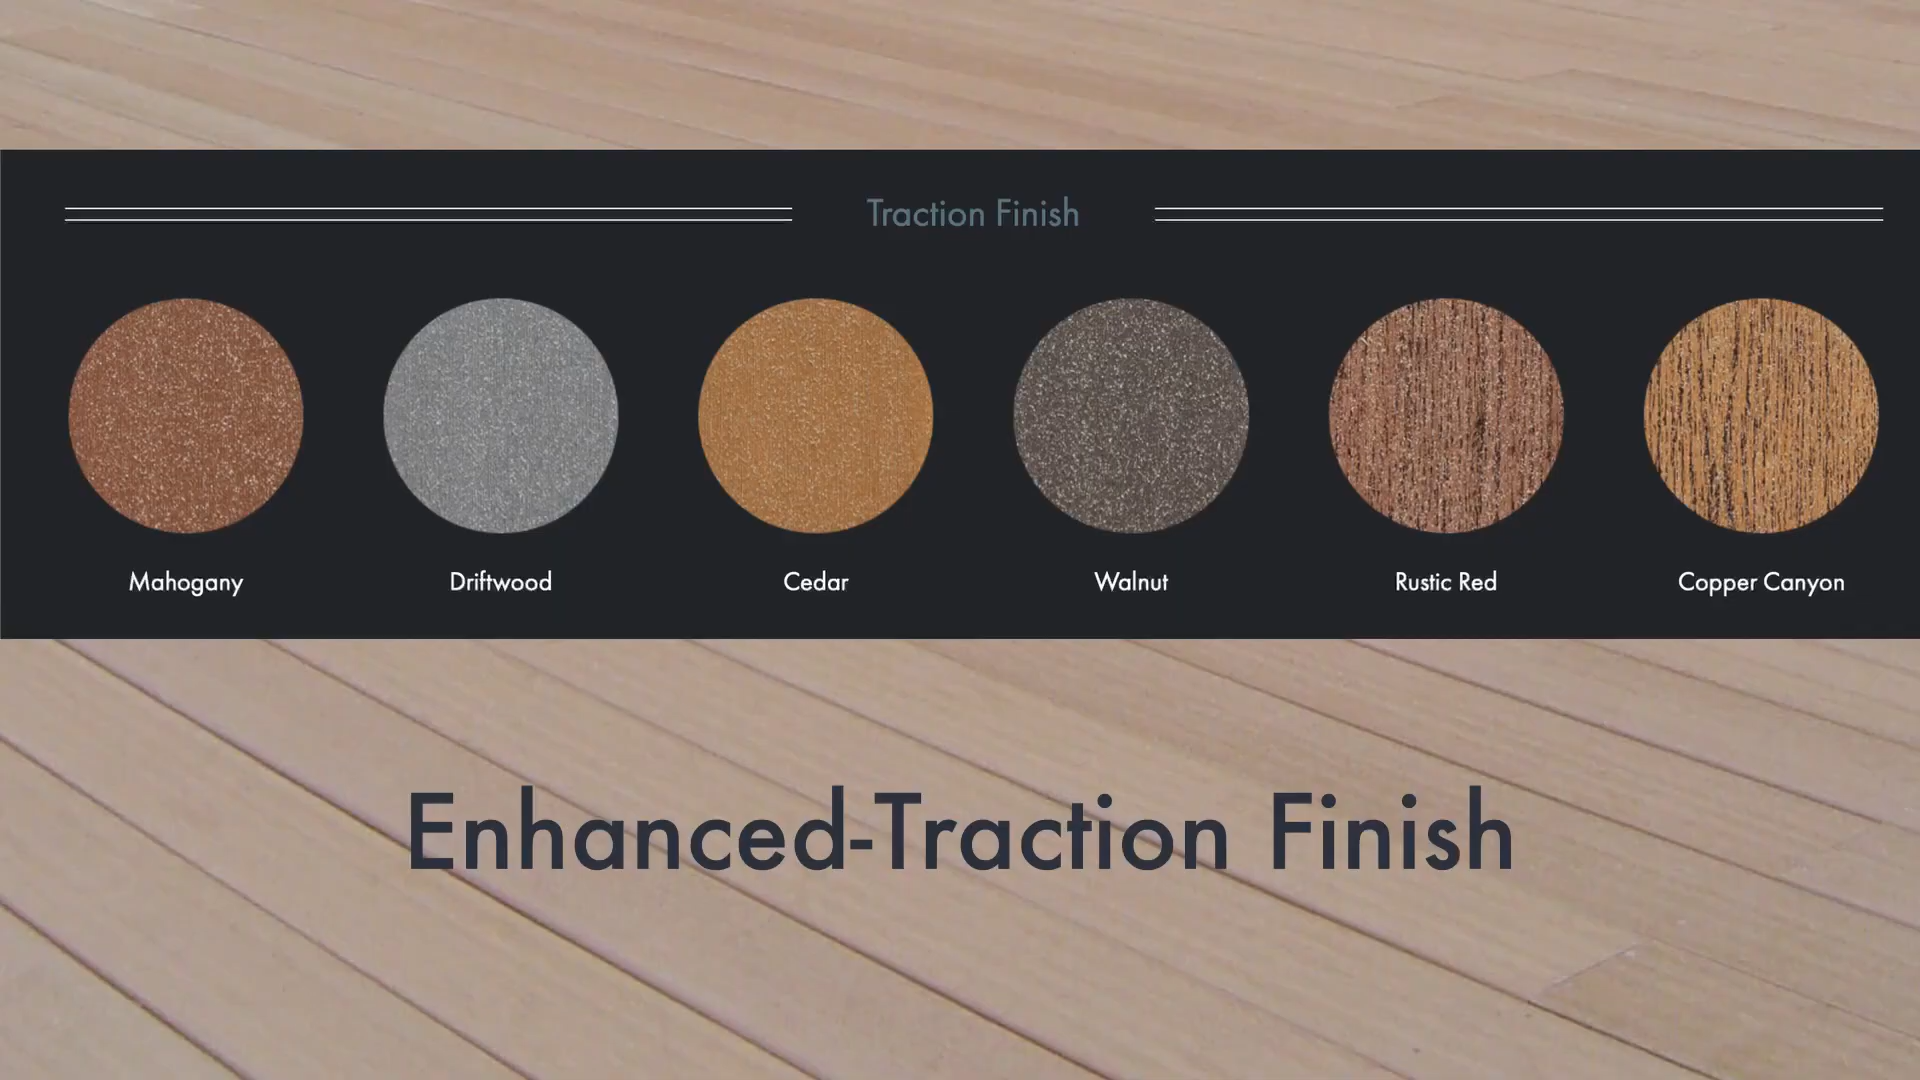 Traction Finish
Mahogany
Driftwood
Cedar
Walnut
Rustic Red
Copper Canyon
Enhanced-Traction Finish